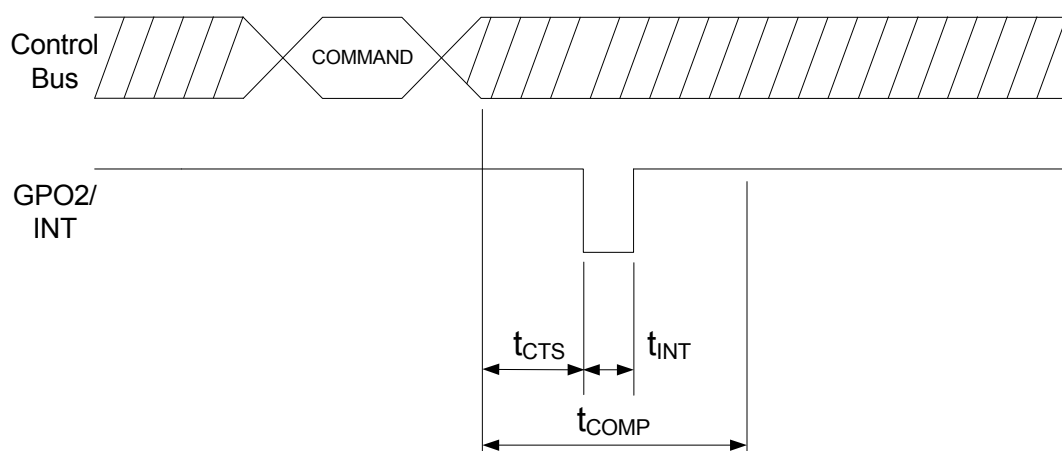 Control
Bus
COMMAND
GPO2/
INT
tCTS
tINT
tCOMP